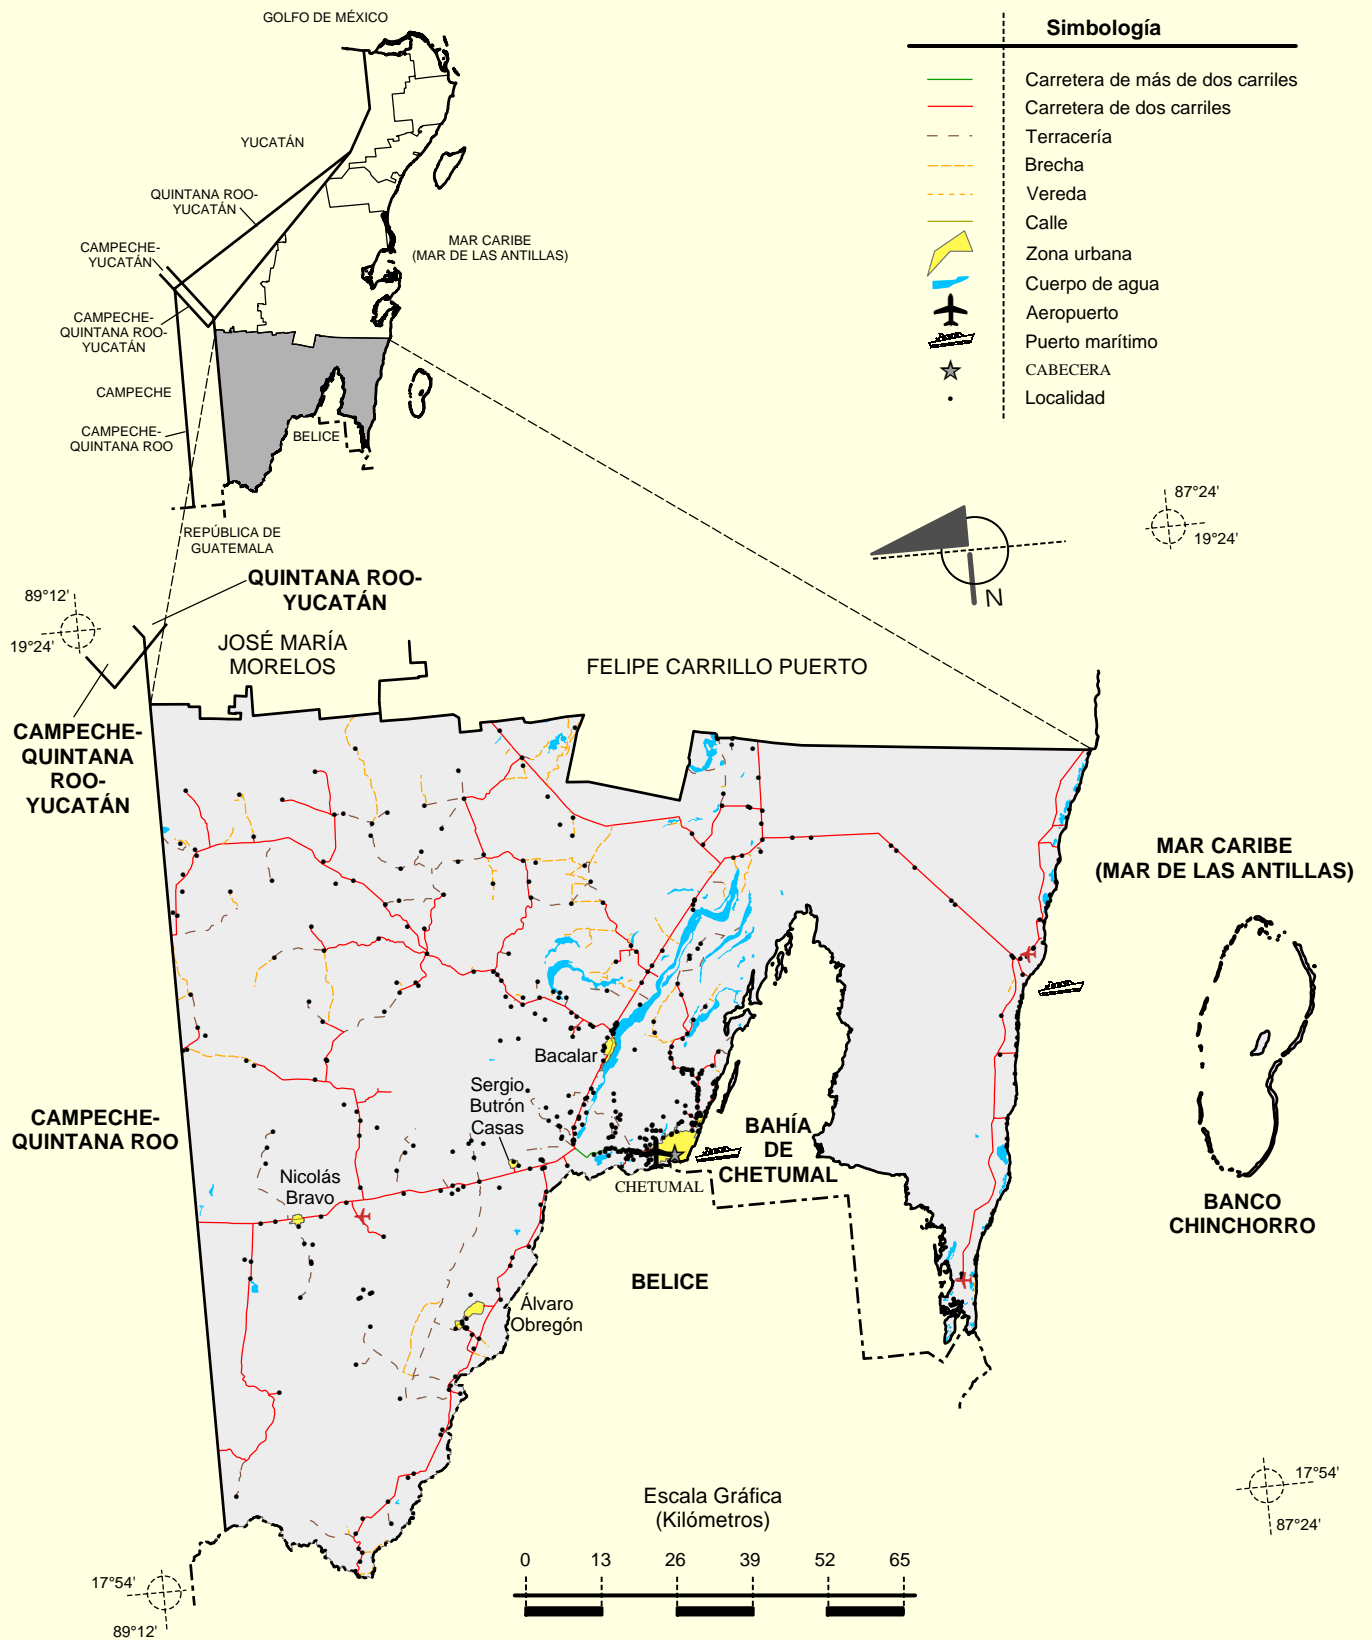 GOLFO DE MÉXICO
YUCATÁN
QUINTANA ROO-
YUCATÁN
CAMPECHE-
YUCATÁN
MAR CARIBE
(MAR DE LAS ANTILLAS)
CAMPECHE-
QUINTANA ROO-
YUCATÁN
CAMPECHE
CAMPECHE-
QUINTANA ROO
BELICE
REPÚBLICA DE
GUATEMALA
Simbología
Carretera de más de dos carriles
Carretera de dos carriles
Terracería
Brecha
Vereda
Calle
Zona urbana
Cuerpo de agua
Aeropuerto
Puerto marítimo
CABECERA
Localidad
87°24'
19°24'
N
89°12'
19°24'
QUINTANA ROO-
YUCATÁN
JOSÉ MARÍA
MORELOS
FELIPE CARRILLO PUERTO
CAMPECHE-
QUINTANA
ROO-
YUCATÁN
MAR CARIBE
(MAR DE LAS ANTILLAS)
Bacalar
Sergio
Butrón
Casas
CAMPECHE-
QUINTANA ROO
BAHÍA
DE
CHETUMAL
Nicolás
Bravo
CHETUMAL
BANCO
CHINCHORRO
BELICE
Álvaro
Obregón
17°54'
87°24'
Escala Gráfica
(Kilómetros)
0 13 26 39 52 65
17°54'
89°12'